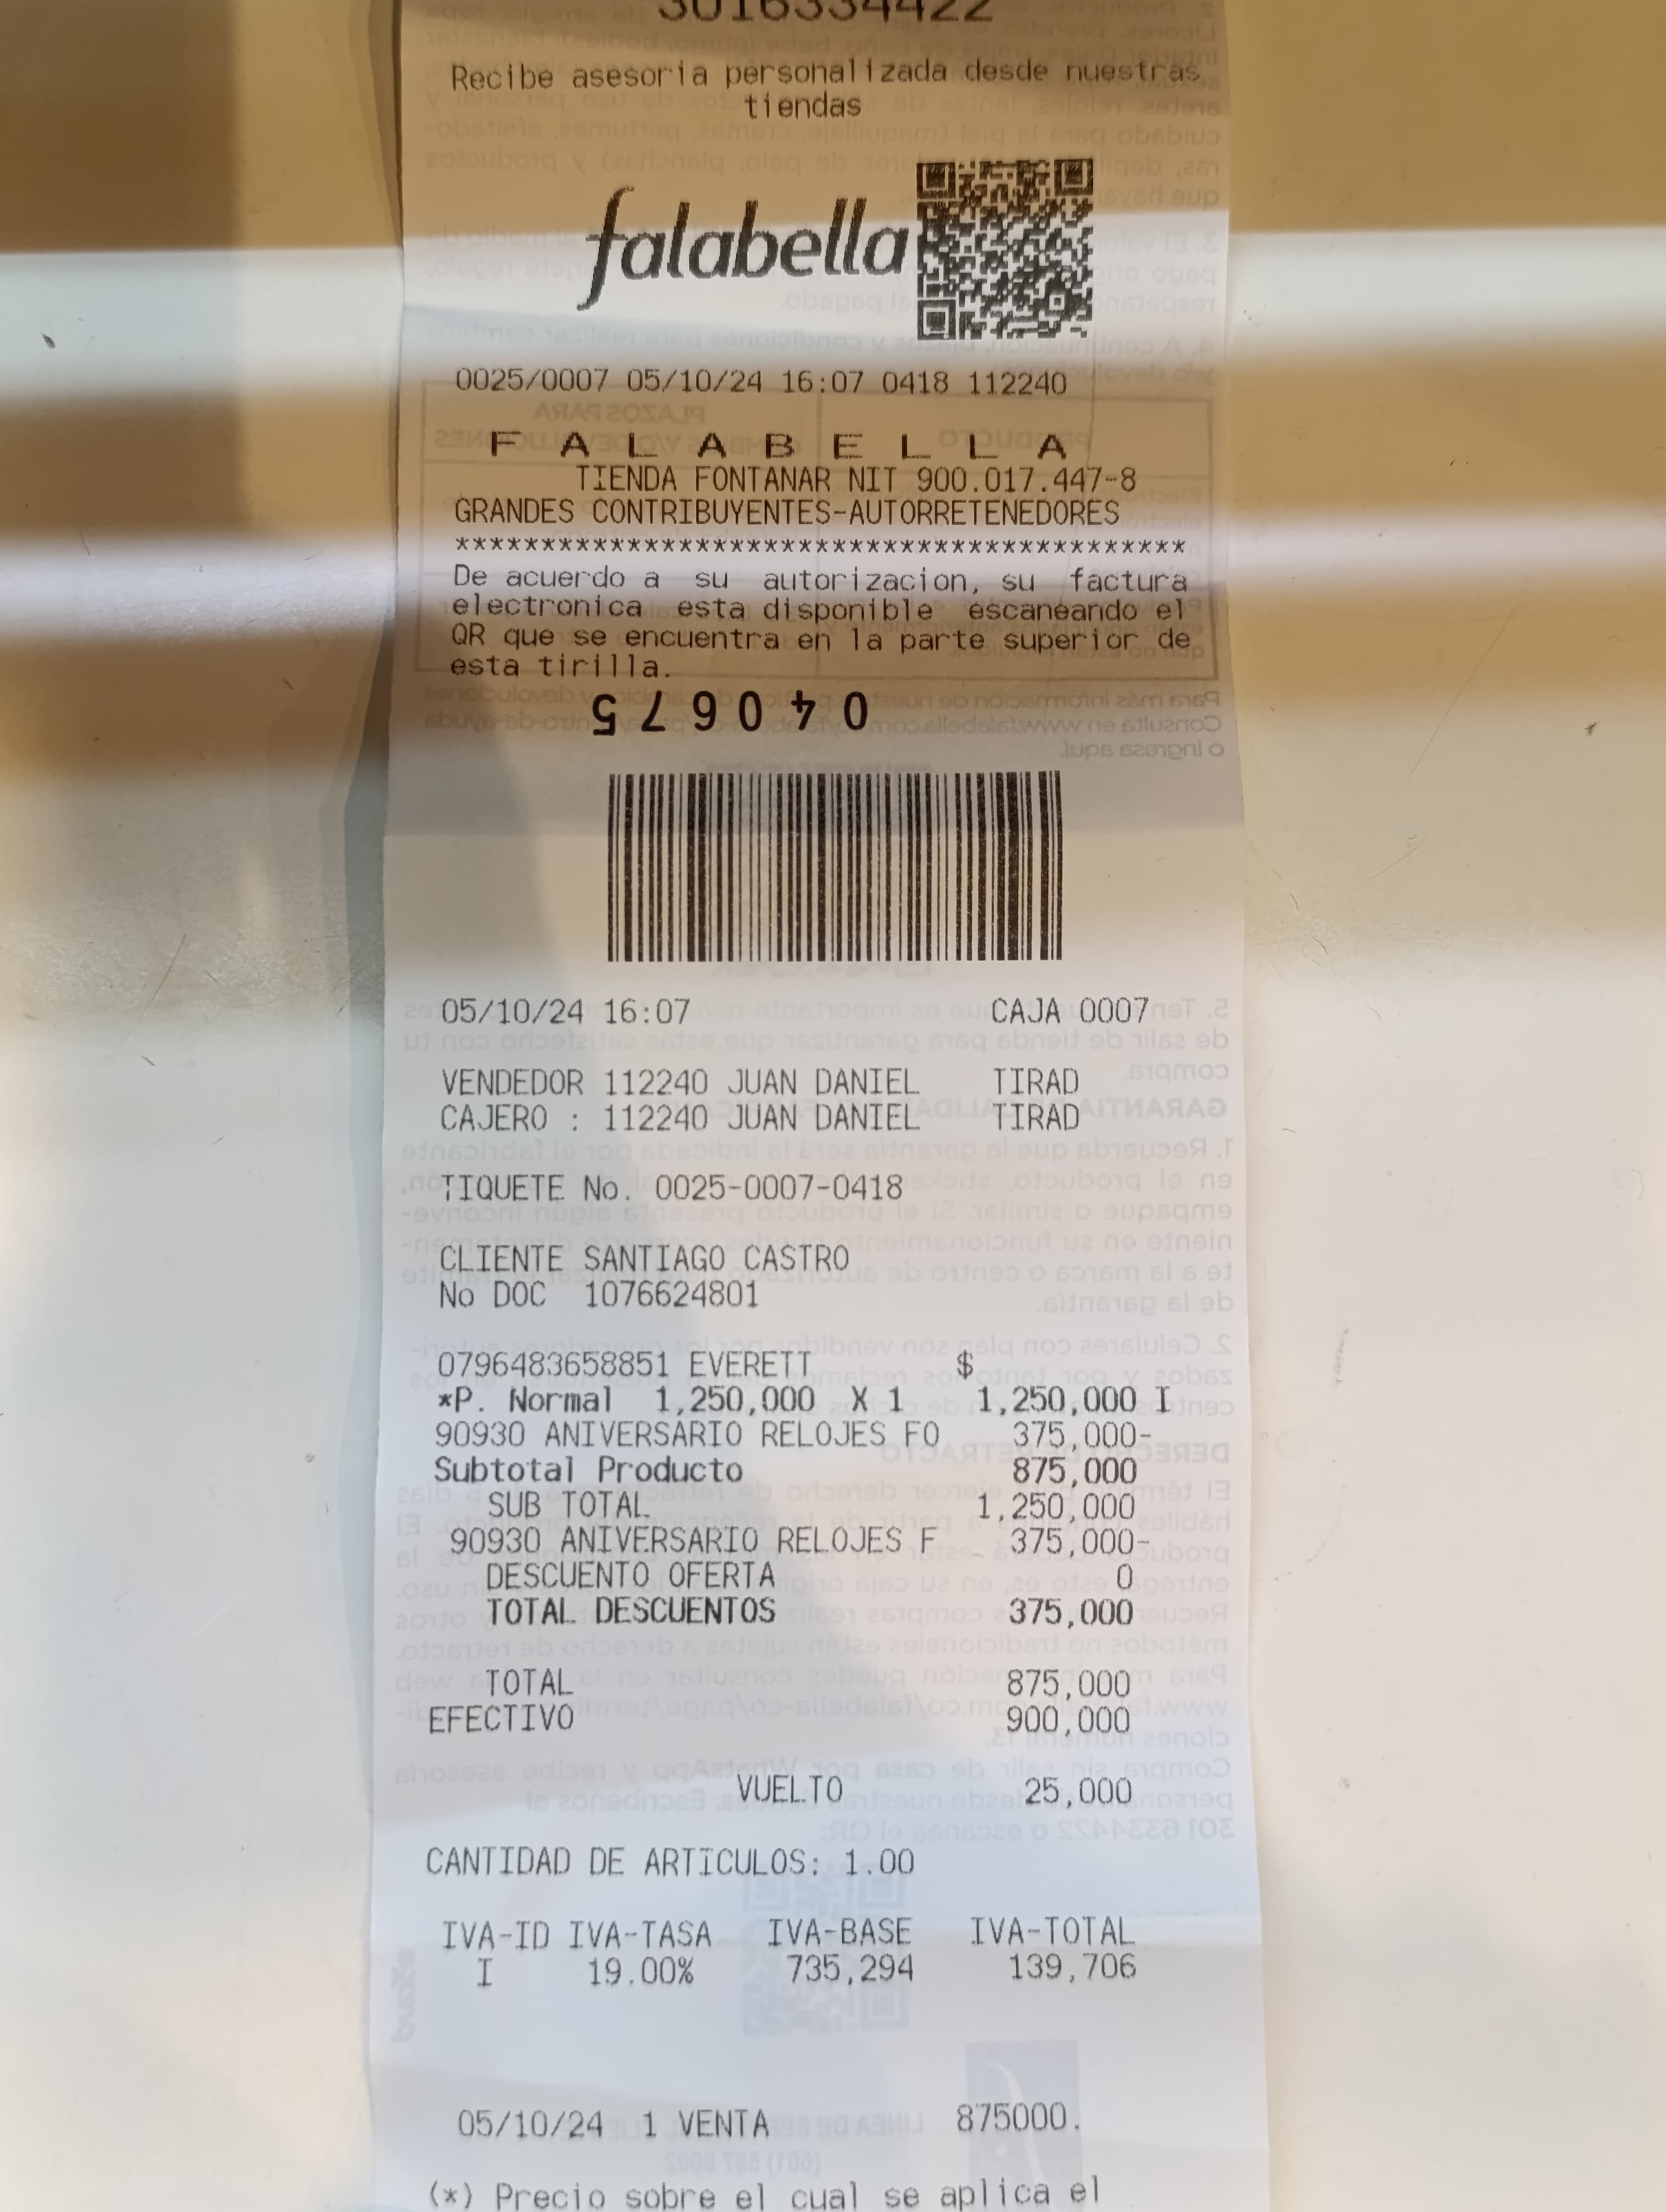 3016334422
Recibe asesoria personalizada desde nuestras
tiendas
falabella
0025/0007 05/10/24 16:07 0418 112240
F A L A B E L L A
TIENDA FONTANAR NIT 900.017.447-8
GRANDES CONTRIBUYENTES-AUTORRETENEDORES
*******************************************
De acuerdo a su autorizacion, su factura
electronica esta disponible escaneando el
QR que se encuentra en la parte superior de
esta tirilla.
040675
05/10/24 16:07 CAJA 0007
VENDEDOR 112240 JUAN DANIEL TIRAD
CAJERO : 112240 JUAN DANIEL TIRAD
TIQUETE No. 0025-0007-0418
CLIENTE SANTIAGO CASTRO
No DOC 1076624801
0796483658851 EVERETT $
*P. Normal 1,250,000 X 1 1,250,000 I
90930 ANIVERSARIO RELOJES FO 375,000-
Subtotal Producto 875,000
SUB TOTAL 1,250,000
90930 ANIVERSARIO RELOJES F 375,000-
DESCUENTO OFERTA 0
TOTAL DESCUENTOS 375,000
TOTAL 875,000
EFECTIVO 900,000
VUELTO 25,000
CANTIDAD DE ARTICULOS: 1.00
IVA-ID IVA-TASA IVA-BASE IVA-TOTAL
I 19.00% 735,294 139,706
05/10/24 1 VENTA 875000.
(*) Precio sobre el cual se aplica el